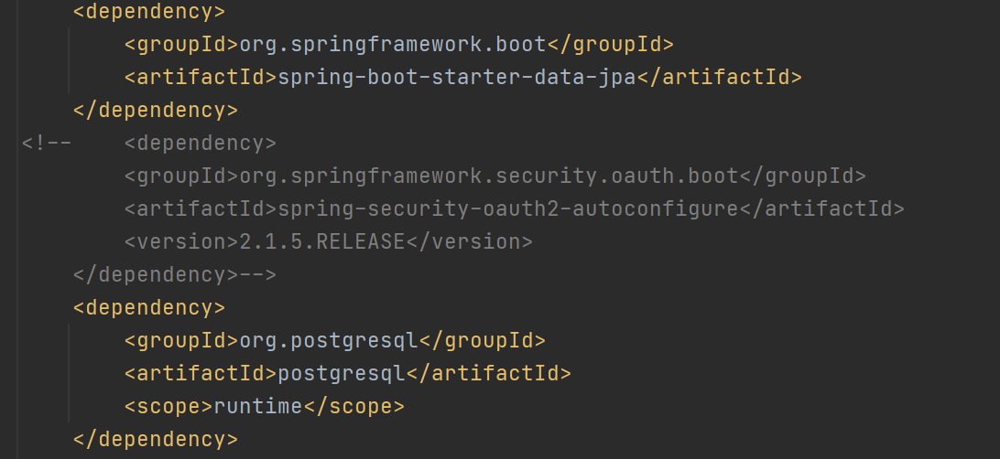 <dependency>
<groupId>org.springframework.boot</groupId>
<artifactId>spring-boot-starter-data-jpa</artifactId>
</dependency>
<!-- <dependency>
<groupId>org.springframework.security.oauth.boot</groupId>
<artifactId>spring-security-oauth2-autoconfigure</artifactId>
<version>2.1.5.RELEASE</version>
</dependency>-->
<dependency>
<groupId>org.postgresql</groupId>
<artifactId>postgresql</artifactId>
<scope>runtime</scope>
</dependency>